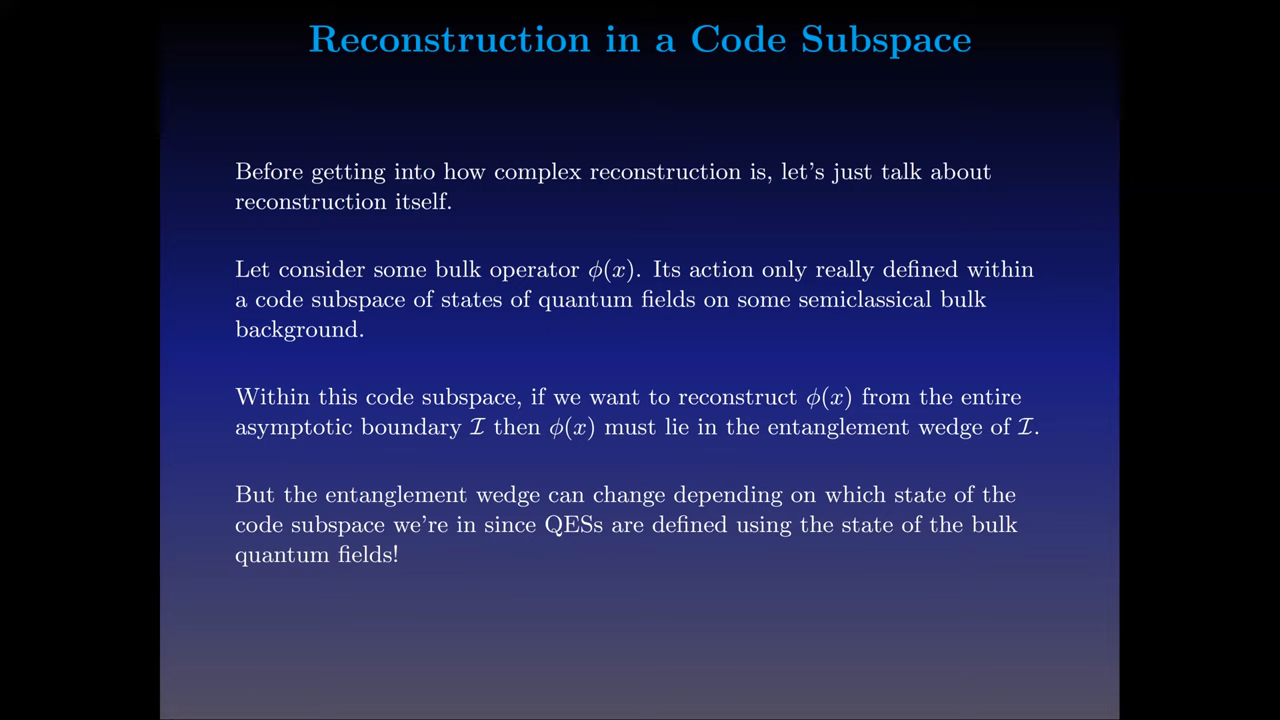 Reconstruction in a Code Subspace
Before getting into how complex reconstruction is, let's just talk about
reconstruction itself.
Let consider some bulk operator ϕ(x). Its action only really defined within
a code subspace of states of quantum fields on some semiclassical bulk
background.
Within this code subspace, if we want to reconstruct ϕ(x) from the entire
asymptotic boundary ℐ then ϕ(x) must lie in the entanglement wedge of ℐ.
But the entanglement wedge can change depending on which state of the
code subspace we're in since QESs are defined using the state of the bulk
quantum fields!